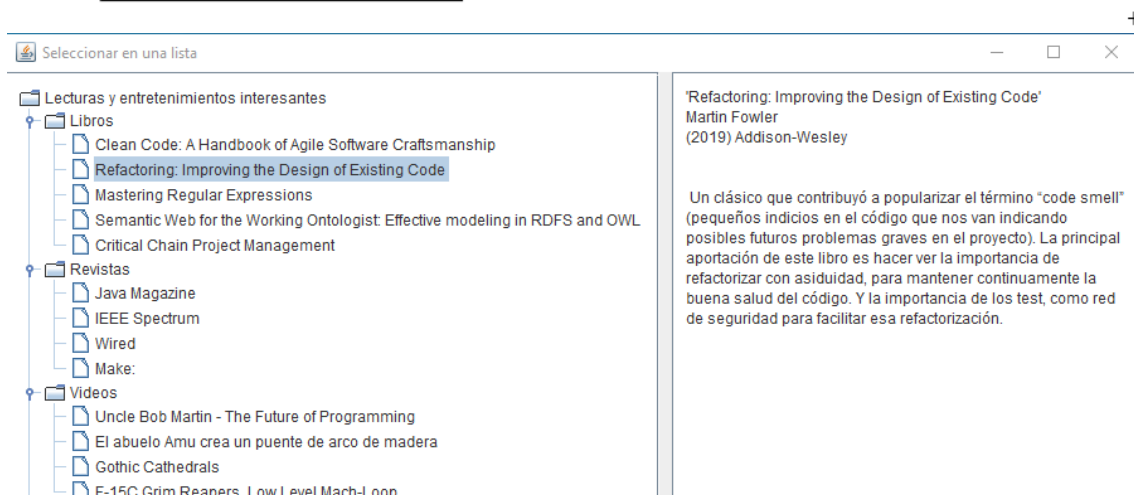 +
Seleccionar en una lista
Lecturas y entretenimientos interesantes
Libros
Clean Code: A Handbook of Agile Software Craftsmanship
Refactoring: Improving the Design of Existing Code
Mastering Regular Expressions
Semantic Web for the Working Ontologist: Effective modeling in RDFS and OWL
Critical Chain Project Management
Revistas
Java Magazine
IEEE Spectrum
Wired
Make:
Videos
Uncle Bob Martin - The Future of Programming
El abuelo Amu crea un puente de arco de madera
Gothic Cathedrals
F-15C Grim Reapers, Low Level Mach-Loop
'Refactoring: Improving the Design of Existing Code'
Martin Fowler
(2019) Addison-Wesley
Un clásico que contribuyó a popularizar el término “code smell”
(pequeños indicios en el código que nos van indicando
posibles futuros problemas graves en el proyecto). La principal
aportación de este libro es hacer ver la importancia de
refactorizar con asiduidad, para mantener continuamente la
buena salud del código. Y la importancia de los test, como red
de seguridad para facilitar esa refactorización.